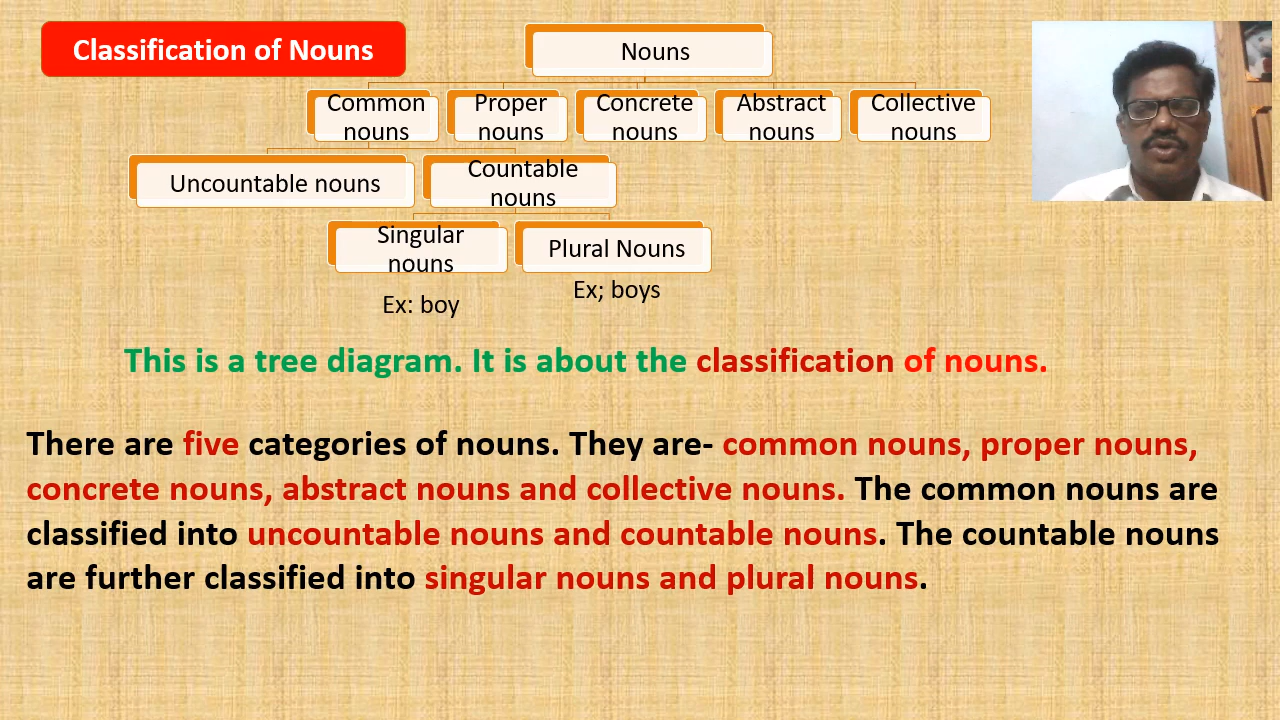 Classification of Nouns
Nouns
Common
nouns
Proper
nouns
Concrete
nouns
Abstract
nouns
Collective
nouns
Uncountable nouns
Countable
nouns
Singular
nouns
Plural Nouns
Ex: boy
Ex; boys
This is a tree diagram. It is about the classification of nouns.
There are five categories of nouns. They are- common nouns, proper nouns,
concrete nouns, abstract nouns and collective nouns. The common nouns are
classified into uncountable nouns and countable nouns. The countable nouns
are further classified into singular nouns and plural nouns.